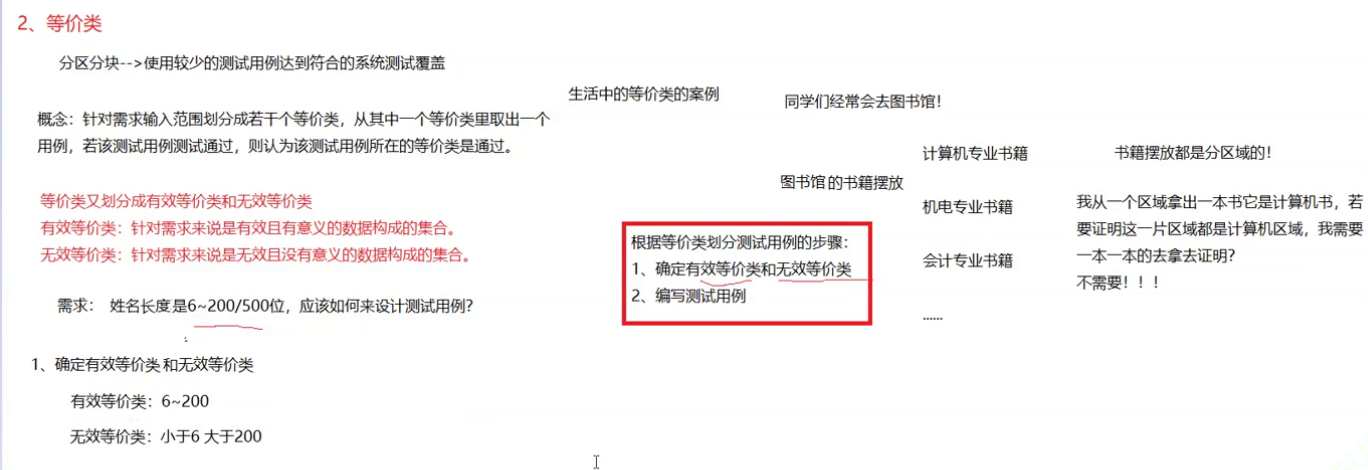 2、等价类
分区分块-->使用较少的测试用例达到符合的系统测试覆盖
概念：针对需求输入范围划分成若干个等价类，从其中一个等价类里取出一个
用例，若该测试用例测试通过，则认为该测试用例所在的等价类是通过。
等价类又划分成有效等价类和无效等价类
有效等价类：针对需求来说是有效且有意义的数据构成的集合。
无效等价类：针对需求来说是无效且没有意义的数据构成的集合。
需求： 姓名长度是6~200/500位，应该如何来设计测试用例？
1、确定有效等价类和无效等价类
有效等价类：6~200
无效等价类：小于6 大于200
生活中的等价类的案例
同学们经常会去图书馆！
图书馆的书籍摆放
计算机专业书籍
机电专业书籍
会计专业书籍
......
书籍摆放都是分区域的！
我从一个区域拿出一本书它是计算机书，若
要证明这一片区域都是计算机区域，我需要
一本一本的去拿去证明？
不需要！！！
根据等价类划分测试用例的步骤：
1、确定有效等价类和无效等价类
2、编写测试用例